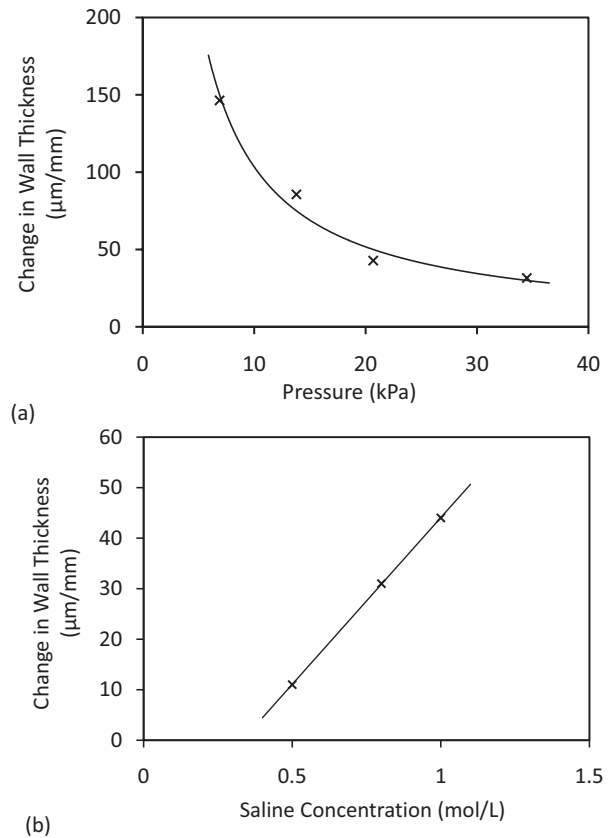 200
150
100
50
0
Change in Wall Thickness
(μm/mm)
0 10 20 30 40
Pressure (kPa)
(a)
60
50
40
30
20
10
0
Change in Wall Thickness
(μm/mm)
0 0.5 1 1.5
Saline Concentration (mol/L)
(b)